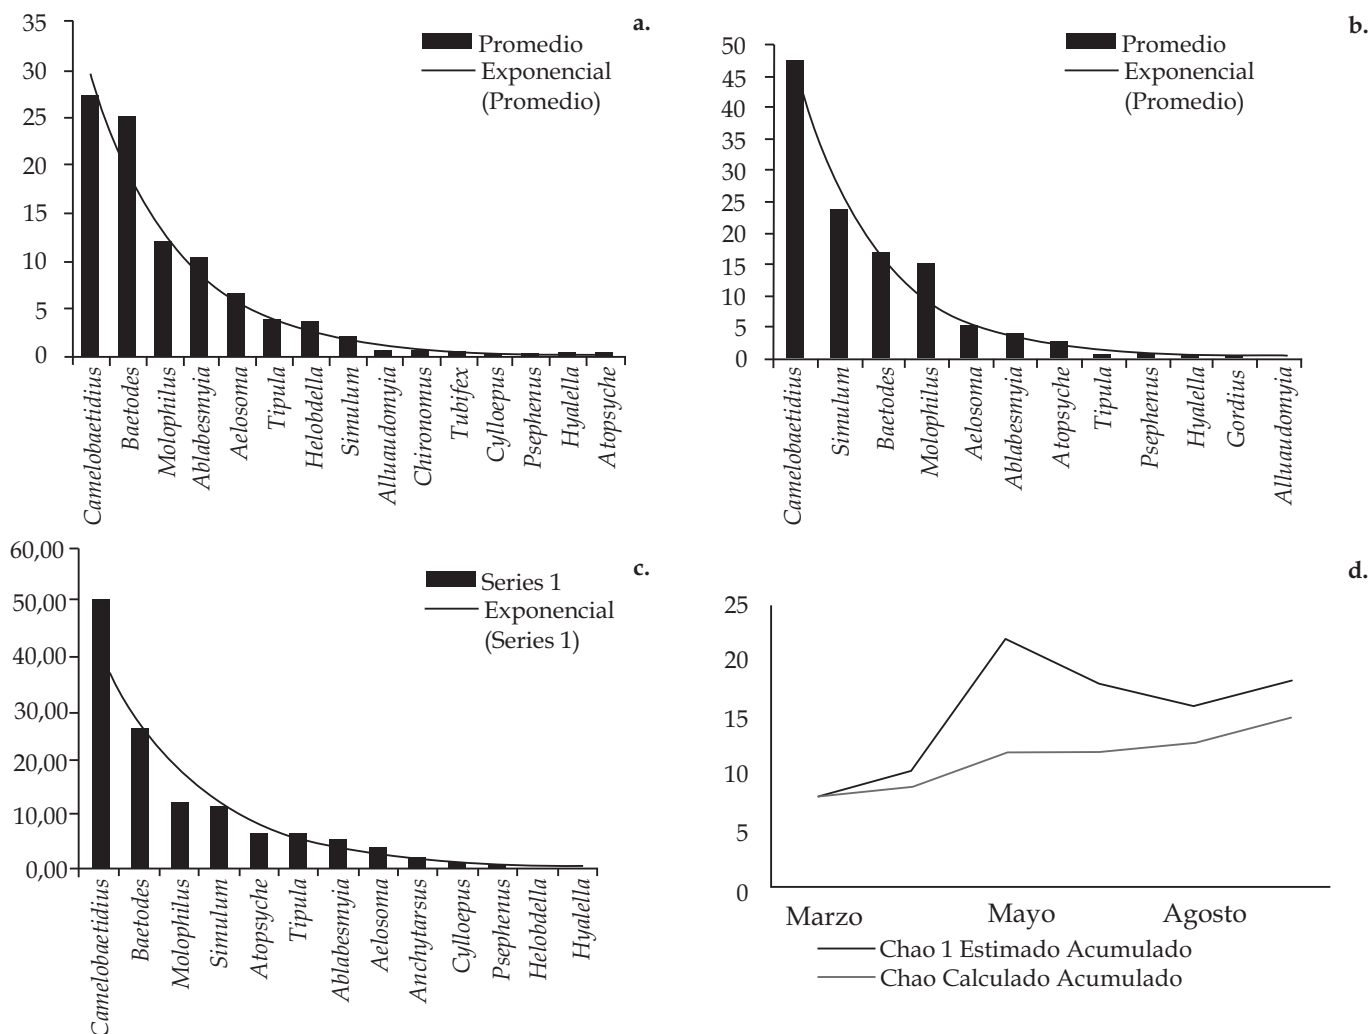 a.
35
30
25
20
15
10
5
0
Promedio
Exponencial
(Promedio)
Camelobaetidius
Baetodes
Molophilus
Ablabesmyia
Aelosoma
Tipula
Helobdella
Simulum
Alluaudomyia
Chironomus
Tubifex
Cylloepus
Psephenus
Hyalella
Atopsyche
b.
50
45
40
35
30
25
20
15
10
5
0
Promedio
Exponencial
(Promedio)
Camelobaetidius
Simulum
Baetodes
Molophilus
Aelosoma
Ablabesmyia
Atopsyche
Tipula
Psephenus
Hyalella
Gordius
Alluaudomyia
c.
60,00
50,00
40,00
30,00
20,00
10,00
0,00
Series 1
Exponencial
(Series 1)
Camelobaetidius
Baetodes
Molophilus
Simulum
Atopsyche
Tipula
Ablabesmyia
Aelosoma
Anchytarsus
Cylloepus
Psephenus
Helobdella
Hyalella
d.
25
20
15
10
5
0
Marzo Mayo Agosto
Chao 1 Estimado Acumulado
Chao Calculado Acumulado